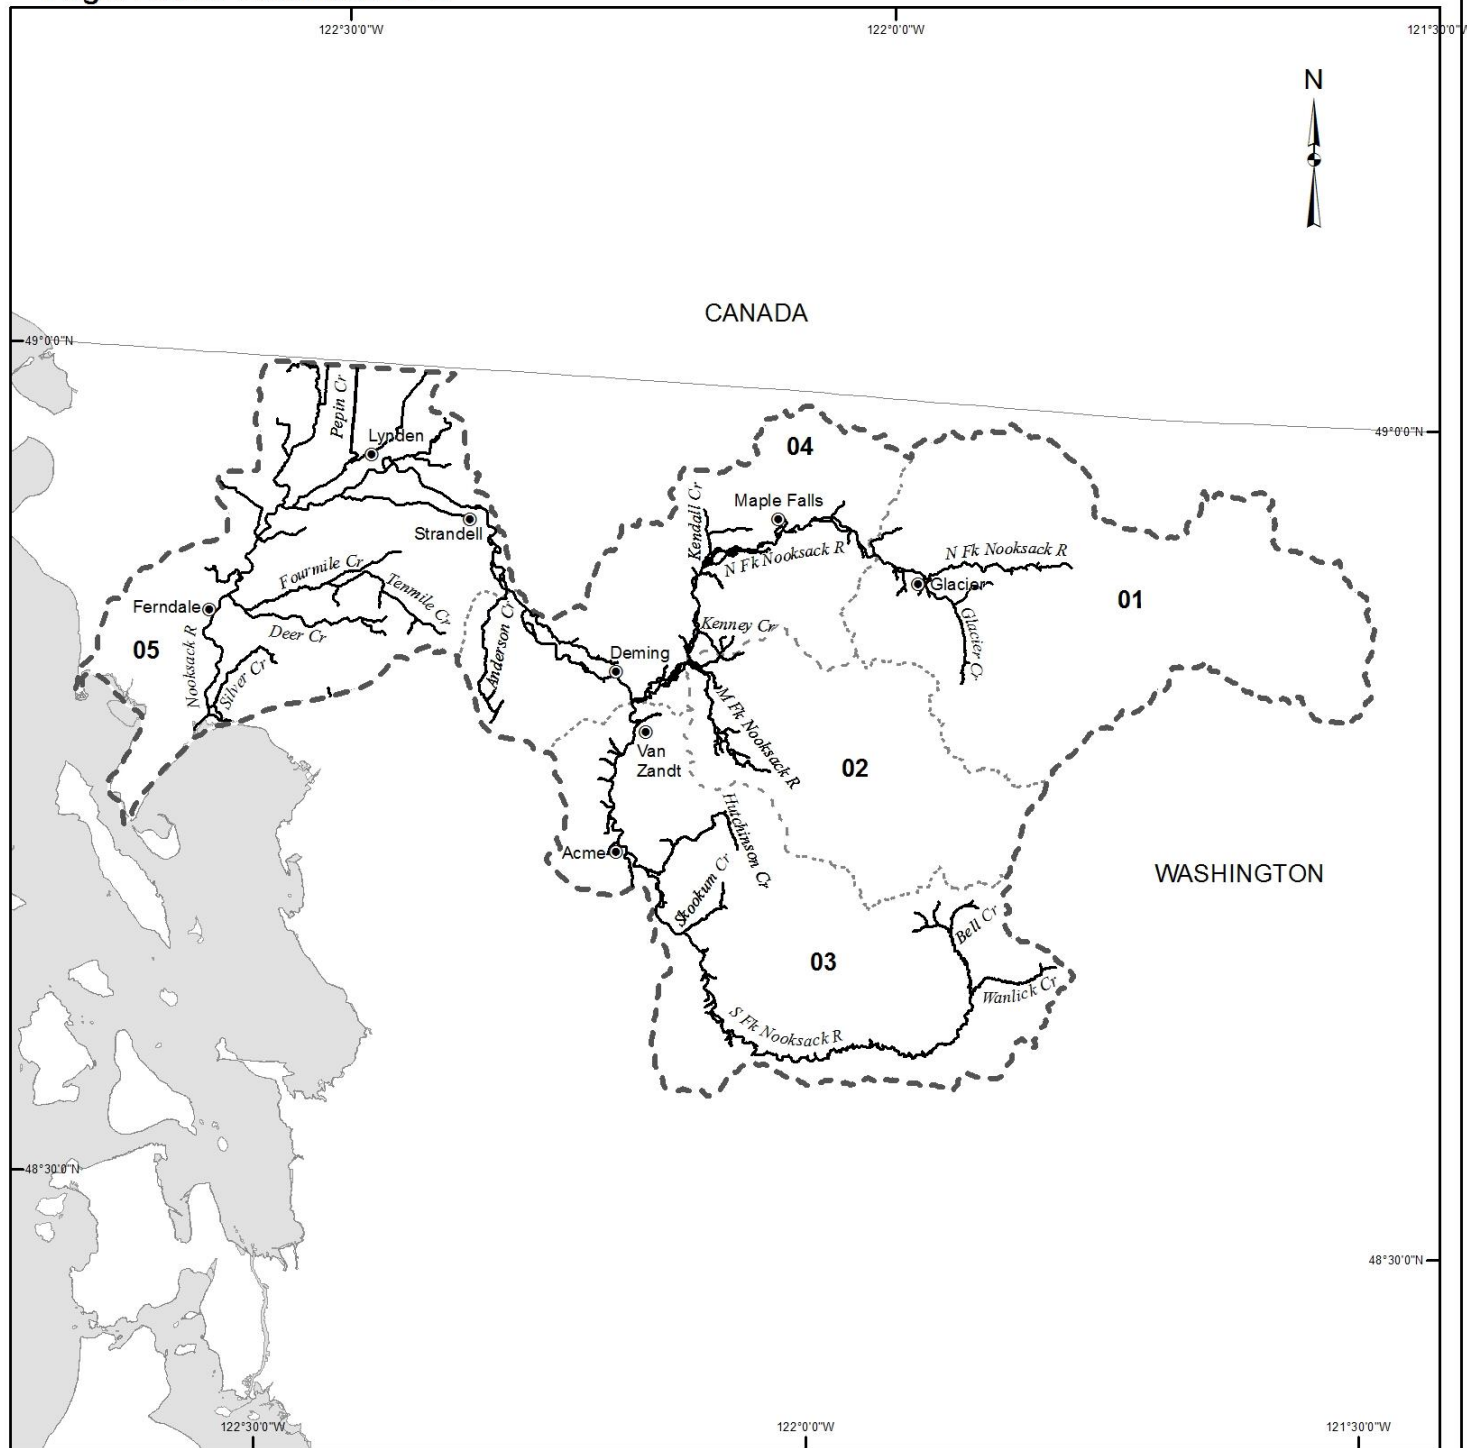 122°30'0"W
122°0'0"W
121°30'0"W
N
CANADA
49°0'0"N
49°0'0"N
Pepin Cr
Lynden
04
Maple Falls
Strandell
Kendall Cr
N Fk Nooksack R
N Fk Nooksack R
Fourmile Cr
Tenmile Cr
Glacier
01
Ferndale
Deer Cr
Anderson Cr
Kenney Cr
Glacier Cr
05
Nooksack R
Silver Cr
Deming
M Fk Nooksack R
Van
Zandt
02
Hutchinson Cr
Acme
Skookum Cr
WASHINGTON
Bell Cr
03
Wanlick Cr
S Fk Nooksack R
48°30'0"N
48°30'0"N
122°30'0"W
122°0'0"W
121°30'0"W